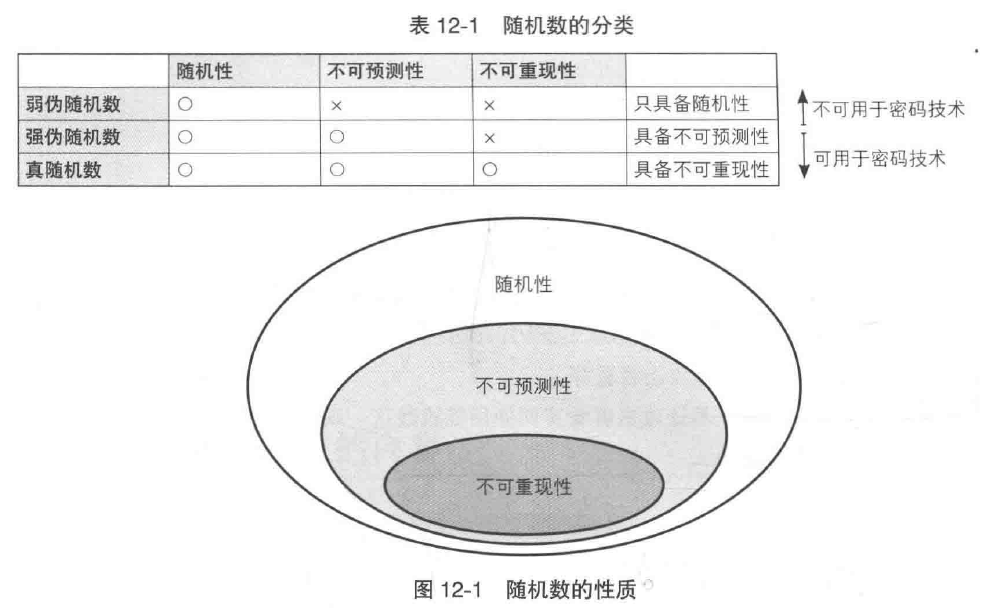 表 12-1 随机数的分类
随机性 不可预测性 不可重现性
弱伪随机数 ○ × × 只具备随机性
强伪随机数 ○ ○ × 具备不可预测性
真随机数 ○ ○ ○ 具备不可重现性
不可用于密码技术
可用于密码技术
随机性
不可预测性
不可重现性
图 12-1 随机数的性质